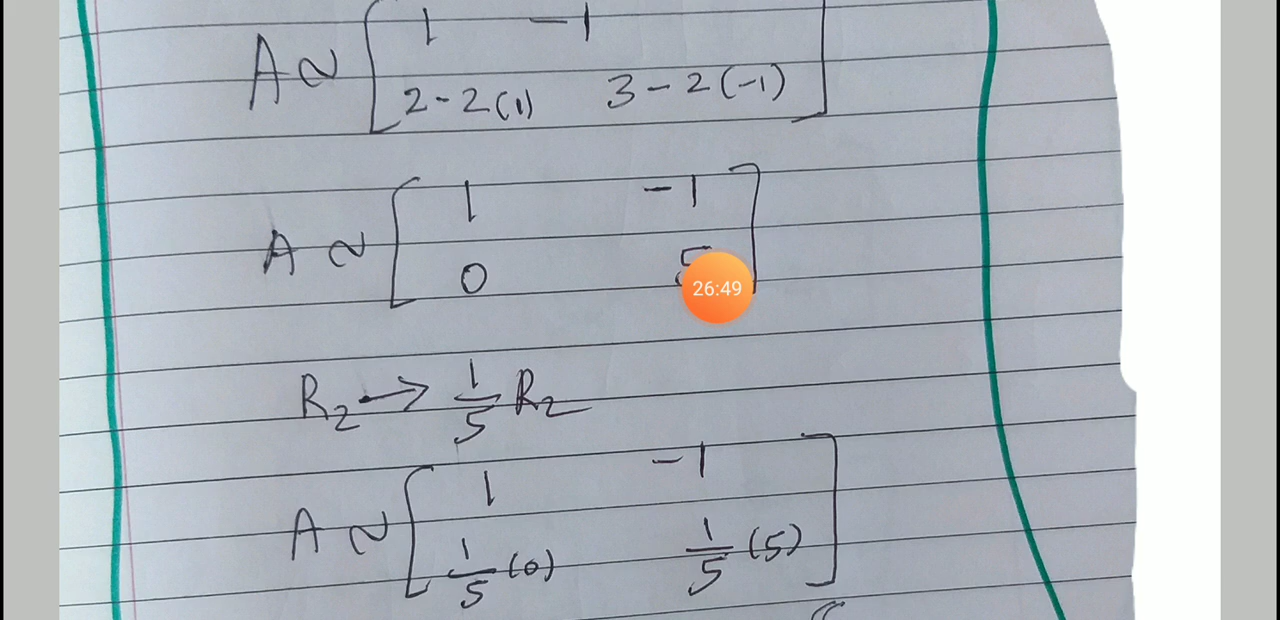 A ~ [ 1 -1
2-2(1) 3-2(-1) ]
A ~ [ 1 -1
0 5 ]
26:49
R₂ → 1/5 R₂
A ~ [ 1 -1
1/5 (0) 1/5 (5) ]